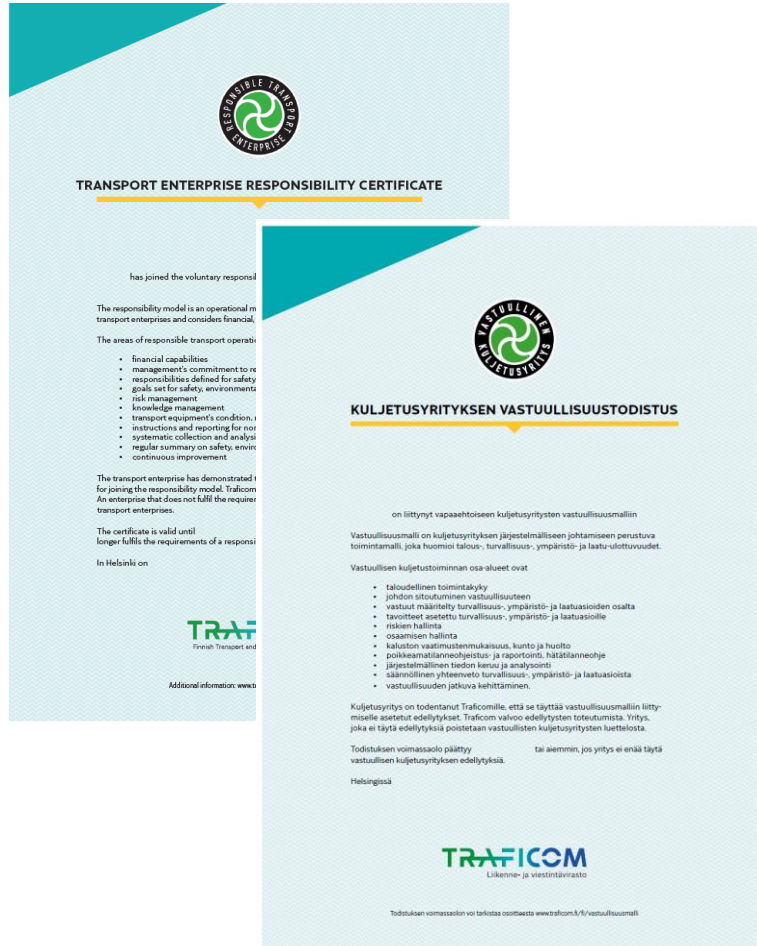 RESPONSIBLE TRANSPORT
ENTERPRISE
TRANSPORT ENTERPRISE RESPONSIBILITY CERTIFICATE
has joined the voluntary
The responsibility model is an operational
transport enterprises and considers financial,
The areas of responsible transport
• financial capabilities
• management's commitment to
• responsibilities defined for safety
• goals set for safety,
• risk management
• knowledge management
• transport equipment's condition,
• instructions and reporting for
• systematic collection and
• regular summary on safety,
• continuous improvement
The transport enterprise has demonstrated
for joining the responsibility model. Traficom
An enterprise that does not fulfil the
transport enterprises.
The certificate is valid until
longer fulfils the requirements of a
In Helsinki on
Finnish Transport and
Additional information:
VASTUULLINEN
KULJETUSYRITYS
KULJETUSYRITYKSEN VASTUULLISUUSTODISTUS
on liittynyt vapaaehtoiseen kuljetusyritysten vastuullisuusmalliin
Vastuullisuusmalli on kuljetusyrityksen järjestelmälliseen johtamiseen perustuva
toimintamalli, joka huomioi talous-, turvallisuus-, ympäristö- ja laatu-ulottuvuudet.
Vastuullisen kuljetustoiminnan osa-alueet ovat
• taloudellinen toimintakyky
• johdon sitoutuminen vastuullisuuteen
• vastuut määritelty turvallisuus-, ympäristö- ja laatuasioiden osalta
• tavoitteet asetettu turvallisuus-, ympäristö- ja laatuasioille
• riskien hallinta
• osaamisen hallinta
• kaluston vaatimustenmukaisuus, kunto ja huolto
• poikkeamatilanneohjeistus- ja raportointi, hätätilanneohje
• järjestelmällinen tiedon keruu ja analysointi
• säännöllinen yhteenveto turvallisuus-, ympäristö- ja laatuasioista
• vastuullisuuden jatkuva kehittäminen.
Kuljetusyritys on todentanut Traficomille, että se täyttää vastuullisuusmalliin liitty-
miselle asetetut edellytykset. Traficom valvoo edellytysten toteutumista. Yritys,
joka ei täytä edellytyksiä poistetaan vastuullisten kuljetusyritysten luettelosta.
Todistuksen voimassaolo päättyy tai aiemmin, jos yritys ei enää täytä
vastuullisen kuljetusyrityksen edellytyksiä.
Helsingissä
TRAFICOM
Liikenne- ja viestintävirasto
Todistuksen voimassaolon voi tarkistaa osoitteesta www.traficom.fi/fi/vastuullisuusmalli